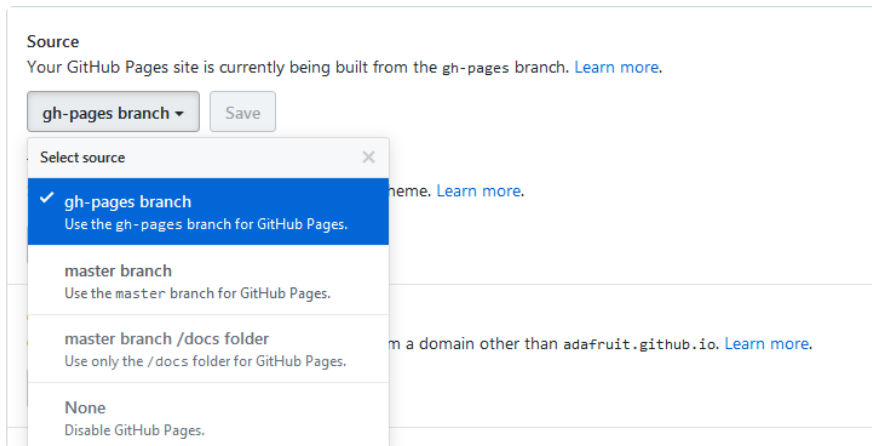 Source
Your GitHub Pages site is currently being built from the gh-pages branch. Learn more.
gh-pages branch Save
Select source
gh-pages branch
Use the gh-pages branch for GitHub Pages.
heme. Learn more.
master branch
Use the master branch for GitHub Pages.
master branch /docs folder
Use only the /docs folder for GitHub Pages.
m a domain other than adafruit.github.io. Learn more.
None
Disable GitHub Pages.